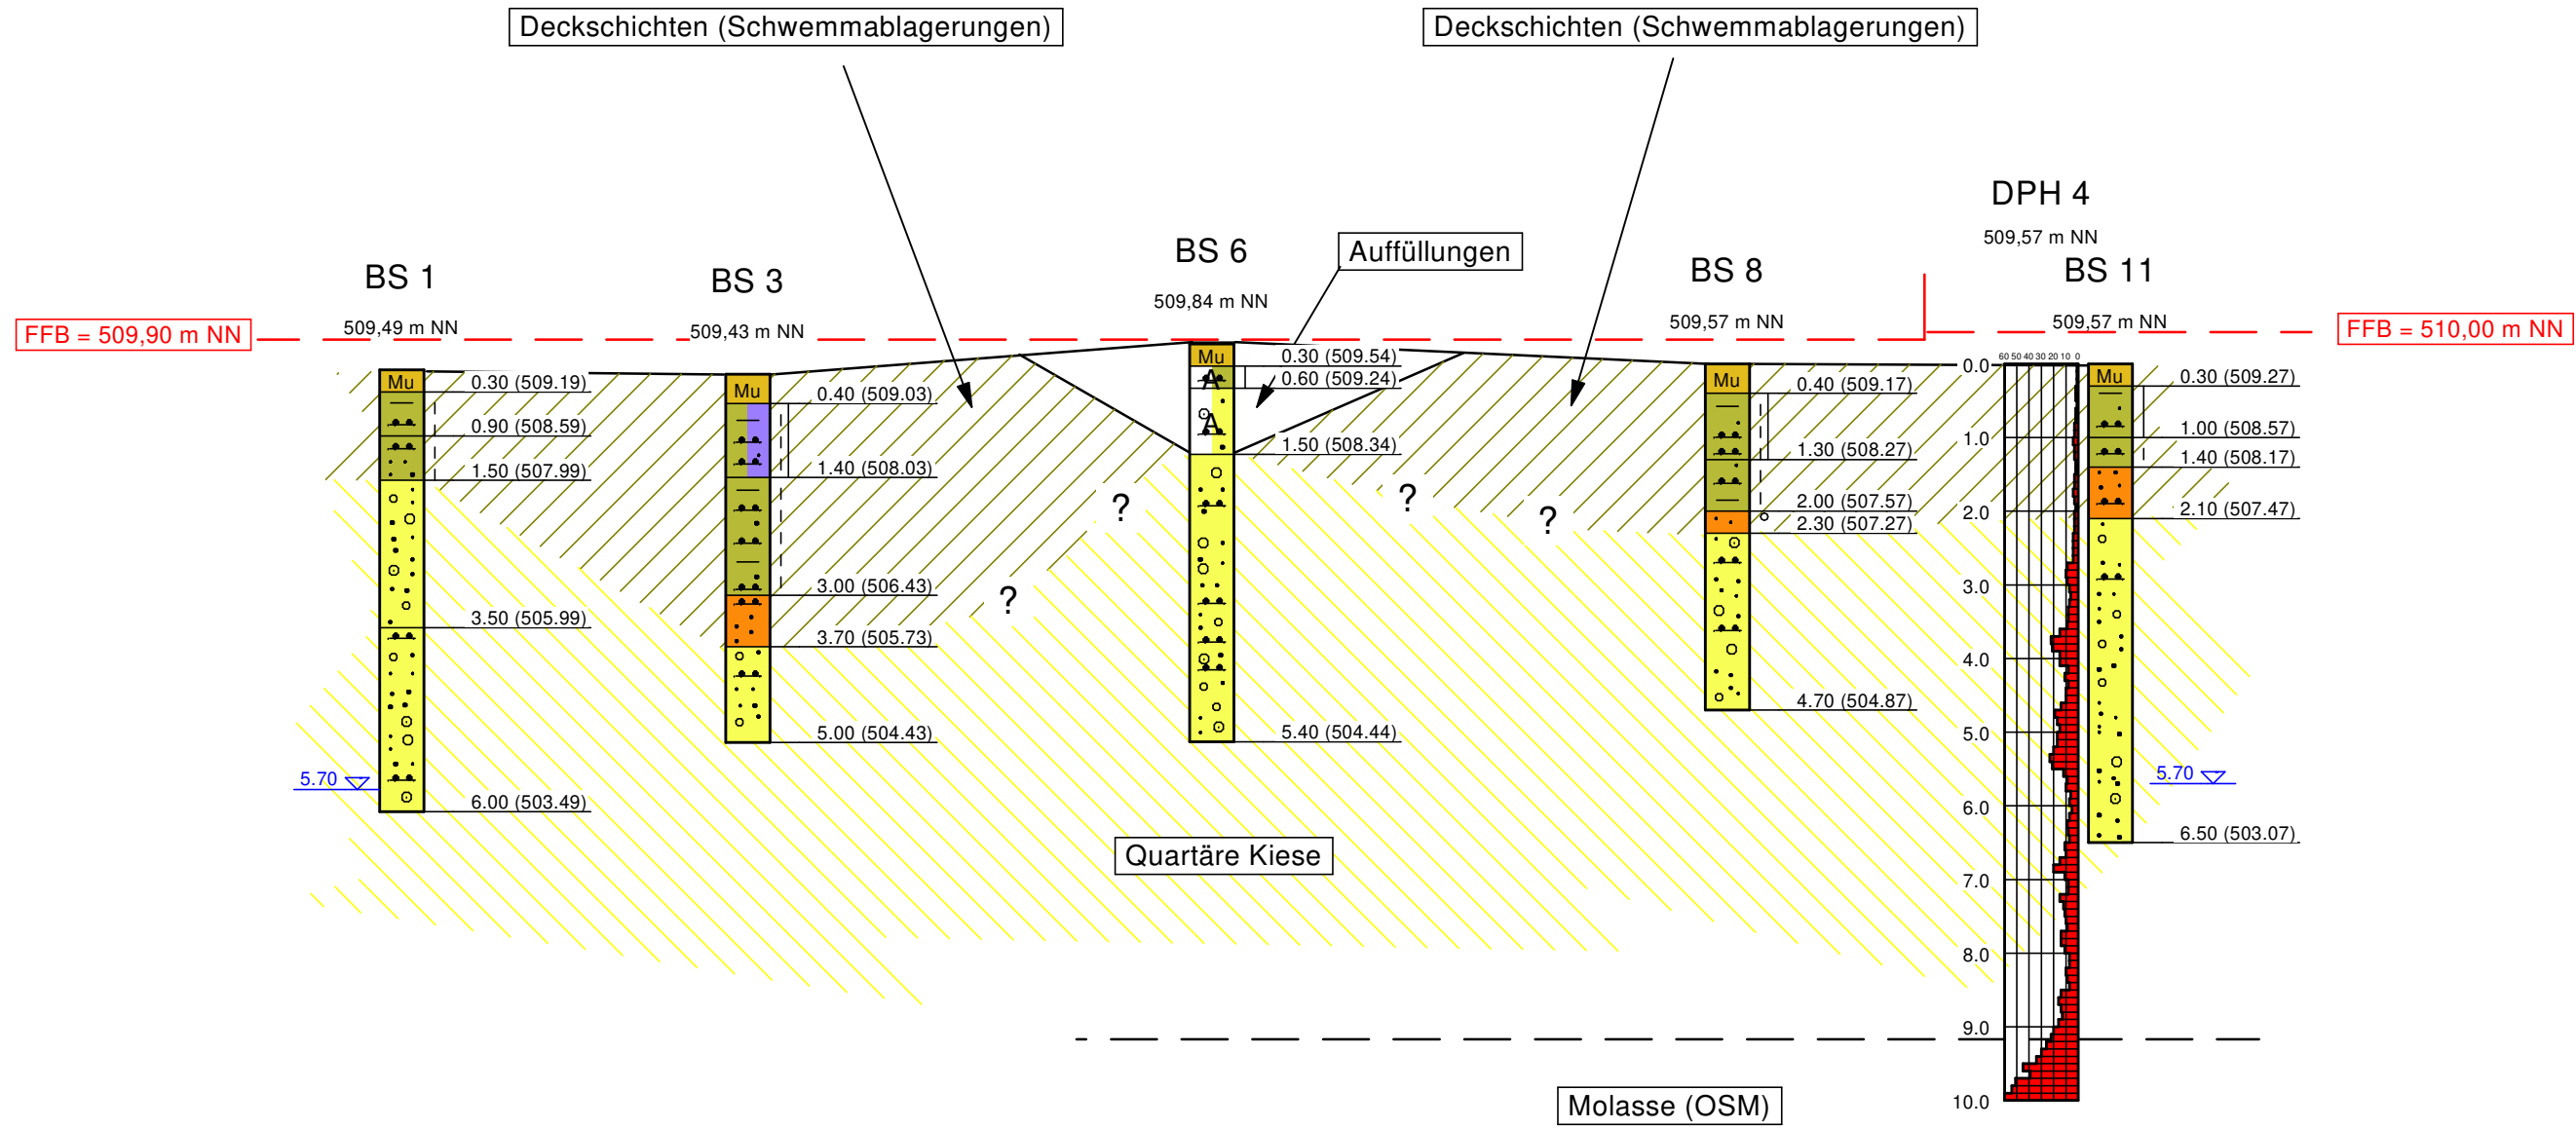 Deckschichten (Schwemmablagerungen)
Deckschichten (Schwemmablagerungen)
DPH 4
509,57 m NN
BS 1
509,49 m NN
BS 3
509,43 m NN
BS 6
509,84 m NN
Auffüllungen
BS 8
509,57 m NN
BS 11
509,57 m NN
FFB = 509,90 m NN
FFB = 510,00 m NN
Mu
0.30 (509.19)
0.90 (508.59)
1.50 (507.99)
3.50 (505.99)
5.70
6.00 (503.49)
Mu
0.40 (509.03)
1.40 (508.03)
3.00 (506.43)
3.70 (505.73)
5.00 (504.43)
?
?
Mu
A
A
0.30 (509.54)
0.60 (509.24)
1.50 (508.34)
5.40 (504.44)
?
?
Mu
0.40 (509.17)
1.30 (508.27)
2.00 (507.57)
2.30 (507.27)
4.70 (504.87)
60 50 40 30 20 10 0
0.0
1.0
2.0
3.0
4.0
5.0
6.0
7.0
8.0
9.0
10.0
Mu
0.30 (509.27)
1.00 (508.57)
1.40 (508.17)
2.10 (507.47)
5.70
6.50 (503.07)
Quartäre Kiese
Molasse (OSM)